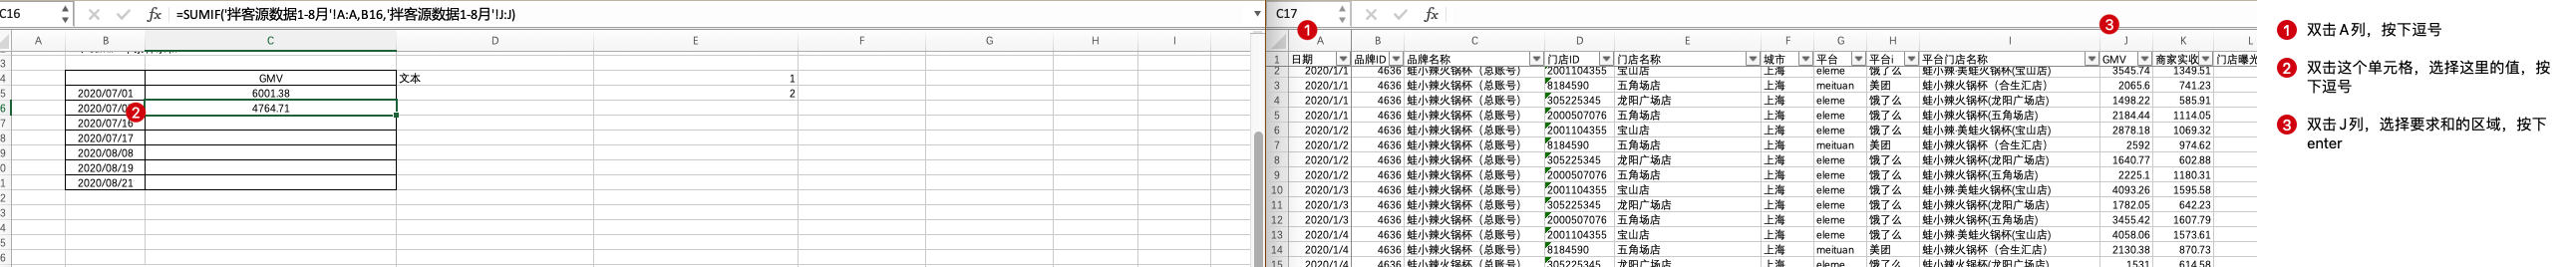 C16 fx =SUMIF('拌客源数据1-8月'!A:A,B16,'拌客源数据1-8月'!J:J)
A B C D E F G H I
3
4 GMV 文本 1
5 2020/07/01 6001.38 2
6 2020/07/0 4764.71
2
7 2020/07/16
8 2020/07/17
9 2020/08/08
0 2020/08/19
1 2020/08/21
2
3
4
5
6
C17 fx
1 3
A B C D E F G H I J K L
1 日期 品牌ID 品牌名称 门店ID 门店名称 城市 平台 平台i 平台门店名称 GMV 商家实收 门店曝光
2 2020/1/1 4636 蛙小辣火锅杯（总账号） 2001104355 宝山店 上海 eleme 饿了么 蛙小辣·美蛙火锅杯(宝山店) 3545.74 1349.51
3 2020/1/1 4636 蛙小辣火锅杯（总账号） 8184590 五角场店 上海 meituan 美团 蛙小辣火锅杯（合生汇店） 2065.6 741.23
4 2020/1/1 4636 蛙小辣火锅杯（总账号） 305225345 龙阳广场店 上海 eleme 饿了么 蛙小辣火锅杯(龙阳广场店) 1498.22 585.91
5 2020/1/1 4636 蛙小辣火锅杯（总账号） 2000507076 五角场店 上海 eleme 饿了么 蛙小辣火锅杯(五角场店) 2184.44 1114.05
6 2020/1/2 4636 蛙小辣火锅杯（总账号） 2001104355 宝山店 上海 eleme 饿了么 蛙小辣·美蛙火锅杯(宝山店) 2878.18 1069.32
7 2020/1/2 4636 蛙小辣火锅杯（总账号） 8184590 五角场店 上海 meituan 美团 蛙小辣火锅杯（合生汇店） 2592 974.62
8 2020/1/2 4636 蛙小辣火锅杯（总账号） 305225345 龙阳广场店 上海 eleme 饿了么 蛙小辣火锅杯(龙阳广场店) 1640.77 602.88
9 2020/1/2 4636 蛙小辣火锅杯（总账号） 2000507076 五角场店 上海 eleme 饿了么 蛙小辣火锅杯(五角场店) 2225.1 1180.31
10 2020/1/3 4636 蛙小辣火锅杯（总账号） 2001104355 宝山店 上海 eleme 饿了么 蛙小辣·美蛙火锅杯(宝山店) 4093.26 1595.58
11 2020/1/3 4636 蛙小辣火锅杯（总账号） 305225345 龙阳广场店 上海 eleme 饿了么 蛙小辣火锅杯(龙阳广场店) 1782.05 642.23
12 2020/1/3 4636 蛙小辣火锅杯（总账号） 2000507076 五角场店 上海 eleme 饿了么 蛙小辣火锅杯(五角场店) 3455.42 1607.79
13 2020/1/4 4636 蛙小辣火锅杯（总账号） 2001104355 宝山店 上海 eleme 饿了么 蛙小辣·美蛙火锅杯(宝山店) 4058.06 1573.61
14 2020/1/4 4636 蛙小辣火锅杯（总账号） 8184590 五角场店 上海 meituan 美团 蛙小辣火锅杯（合生汇店） 2130.38 870.73
15 2020/1/4 4636 蛙小辣火锅杯（总账号） 305225345 龙阳广场店 上海 eleme 饿了么 蛙小辣火锅杯(龙阳广场店) 1531 614.58
1 双击 A 列，按下逗号
2 双击这个单元格，选择这里的值，按
下逗号
3 双击 J 列，选择要求和的区域，按下
enter